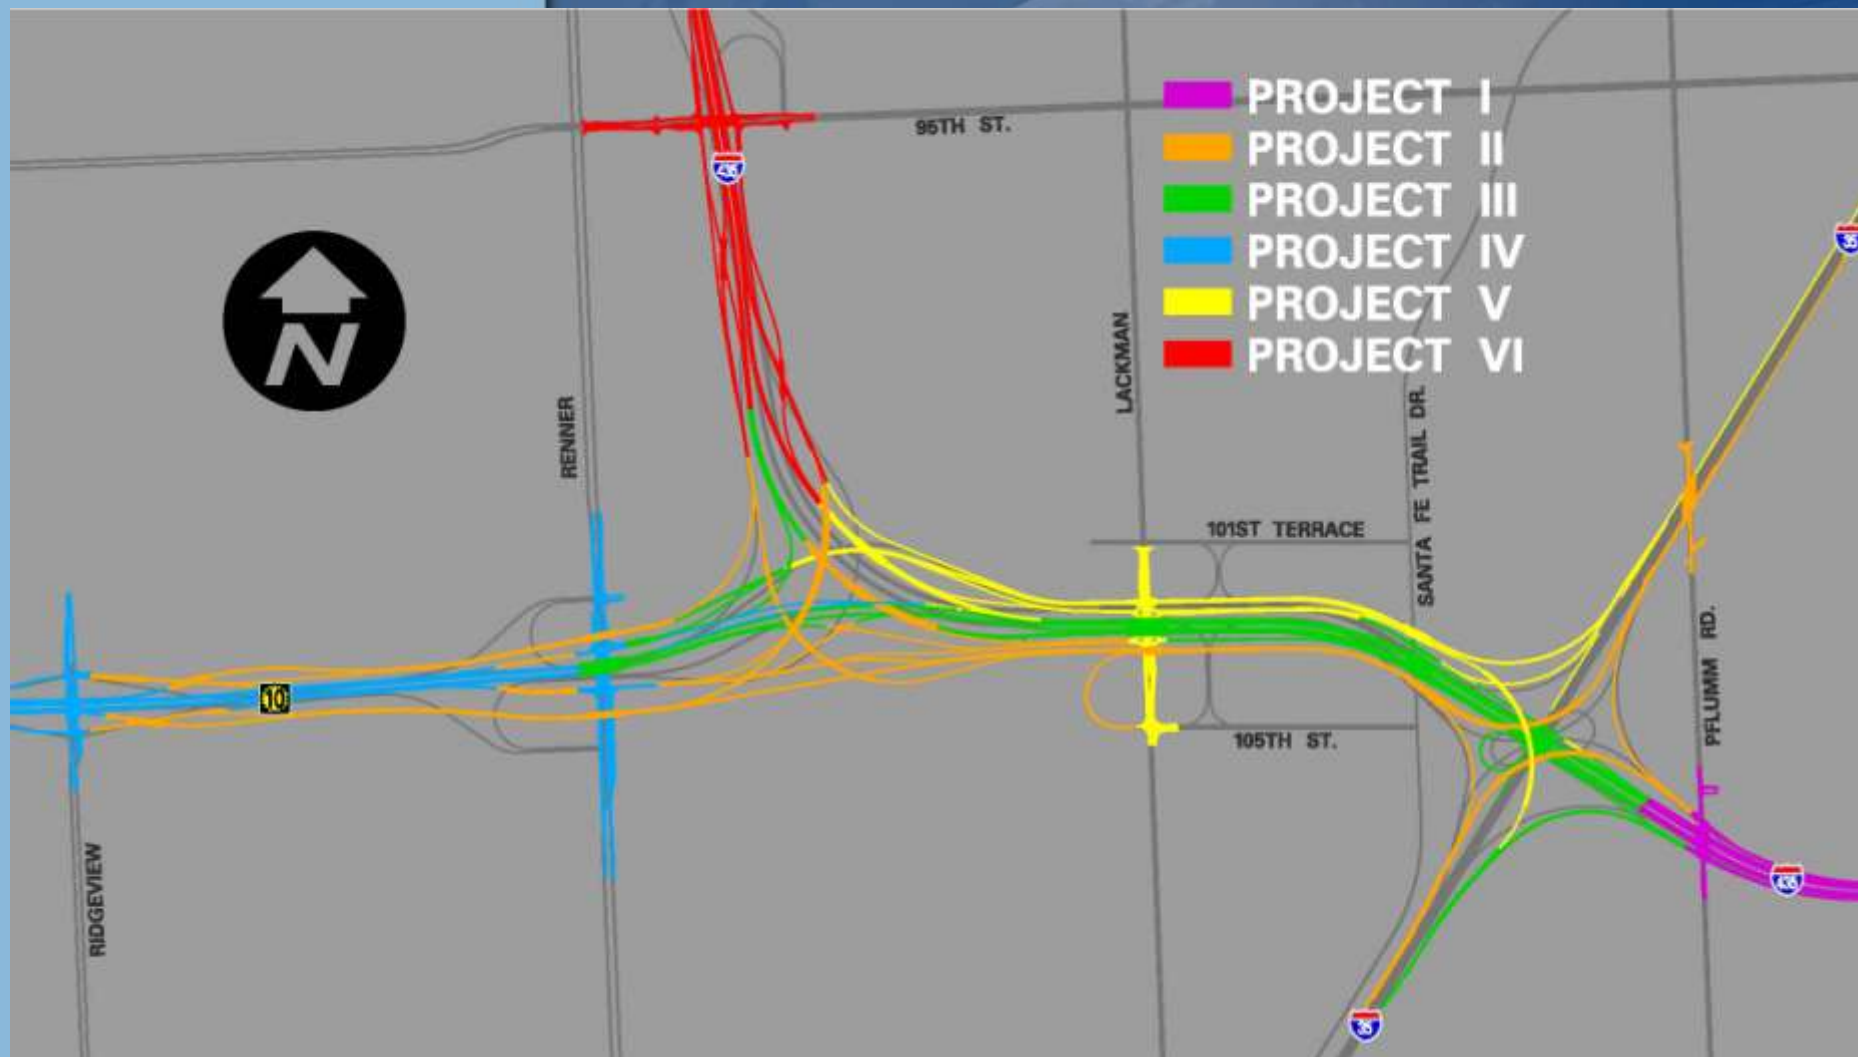 PROJECT I
PROJECT II
PROJECT III
PROJECT IV
PROJECT V
PROJECT VI
95TH ST.
435
35
N
LACKMAN
RENNER
SANTA FE TRAIL DR.
101ST TERRACE
PFLUMM RD.
10
105TH ST.
RIDGEVIEW
435
35